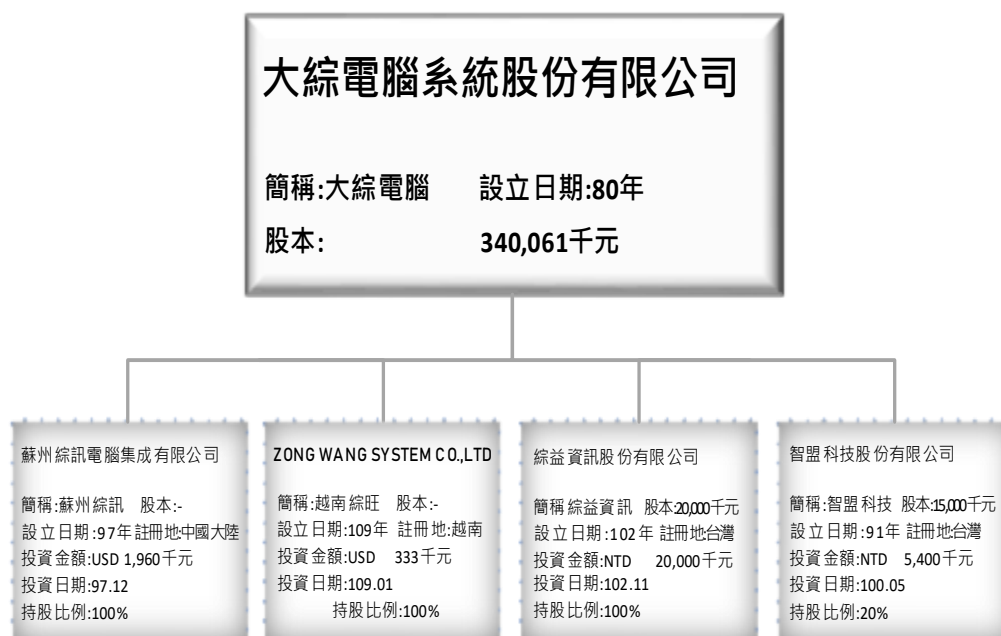 大綜電腦系統股份有限公司
簡稱:大綜電腦 設立日期:80年
股本: 340,061千元
蘇州綜訊電腦集成有限公司
簡稱:蘇州綜訊 股本:-
設立日期:97年 註冊地:中國大陸
投資金額:USD 1,960千元
投資日期:97.12
持股比例:100%
ZONG WANG SYSTEM CO.,LTD
簡稱:越南綜旺 股本:-
設立日期:109年 註冊地:越南
投資金額:USD 333千元
投資日期:109.01
持股比例:100%
綜益資訊股份有限公司
簡稱:綜益資訊 股本:20,000千元
設立日期:102年 註冊地:台灣
投資金額:NTD 20,000千元
投資日期:102.11
持股比例:100%
智盟科技股份有限公司
簡稱:智盟科技 股本:15,000千元
設立日期:91年 註冊地:台灣
投資金額:NTD 5,400千元
投資日期:100.05
持股比例:20%